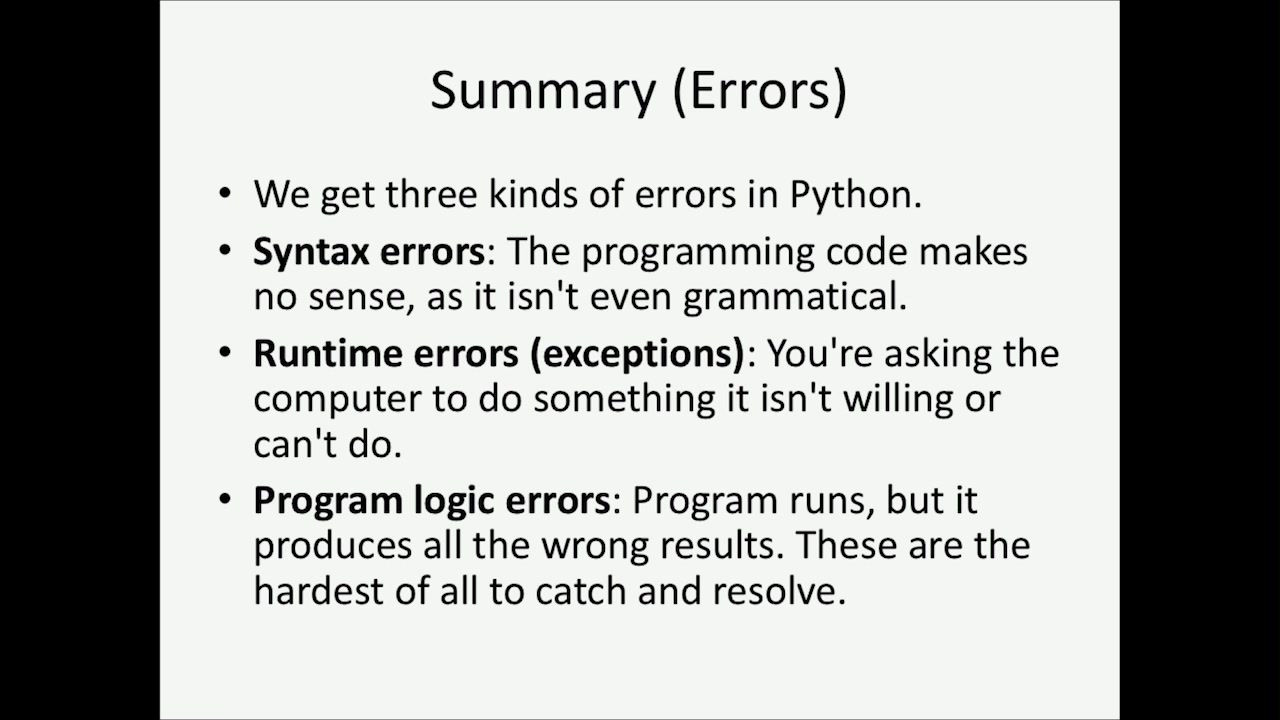 Summary (Errors)
• We get three kinds of errors in Python.
• Syntax errors: The programming code makes
no sense, as it isn't even grammatical.
• Runtime errors (exceptions): You're asking the
computer to do something it isn't willing or
can't do.
• Program logic errors: Program runs, but it
produces all the wrong results. These are the
hardest of all to catch and resolve.